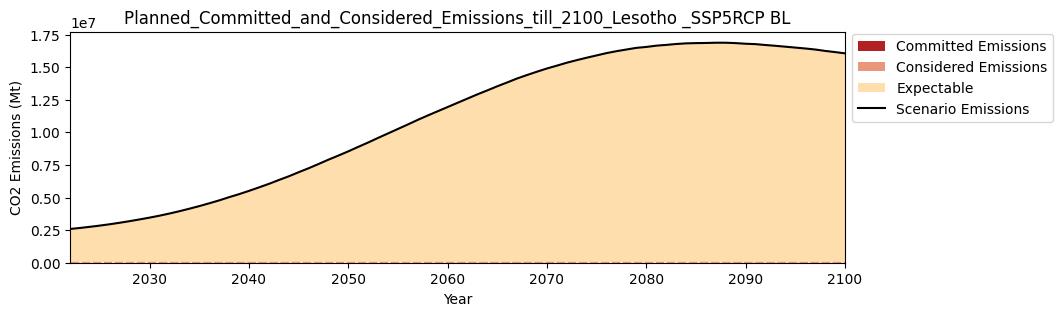 Planned_Committed_and_Considered_Emissions_till_2100_Lesotho _SSP5RCP BL
1e7
1.75
1.50
1.25
1.00
0.75
0.50
0.25
0.00
CO2 Emissions (Mt)
2030
2040
2050
2060
2070
2080
2090
2100
Year
Committed Emissions
Considered Emissions
Expectable
Scenario Emissions